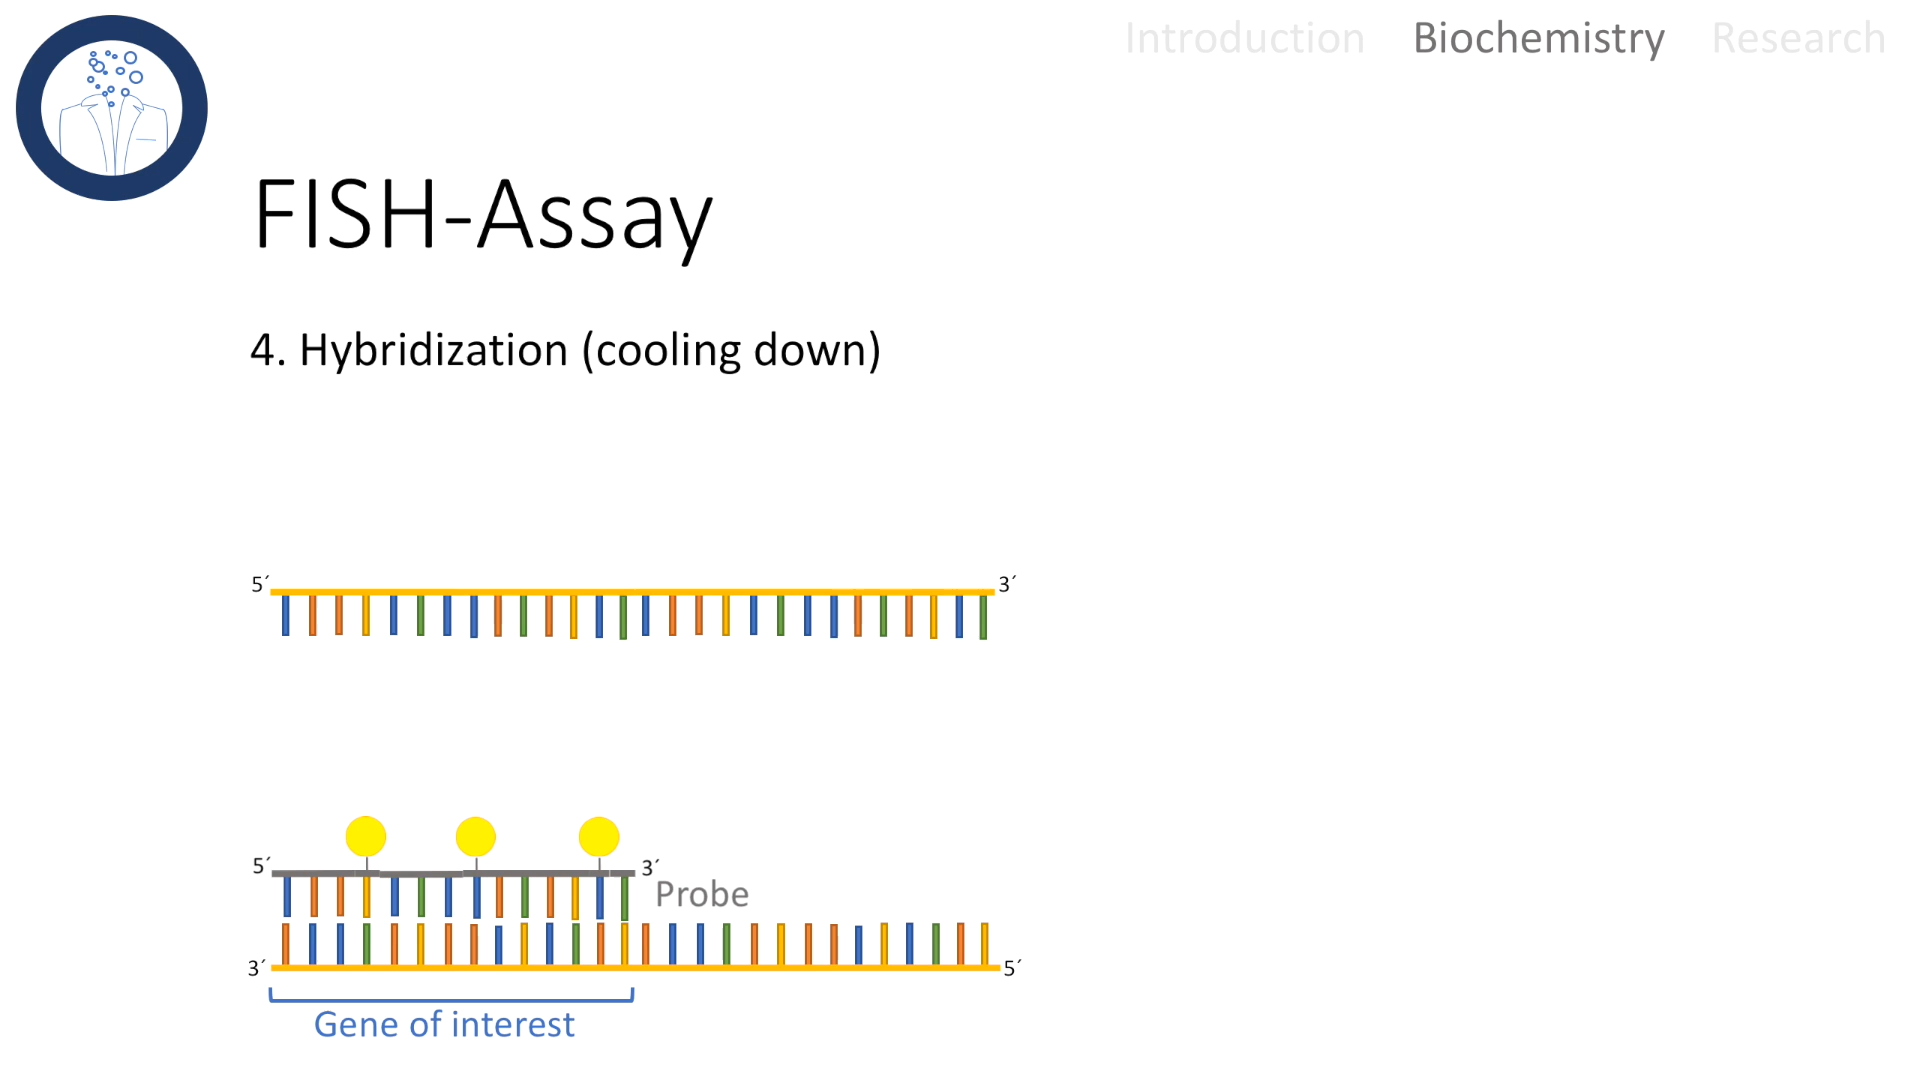 Introduction Biochemistry Research
FISH-Assay
4. Hybridization (cooling down)
5´ 3´
5´ 3´
Probe
3´ 5´
Gene of interest